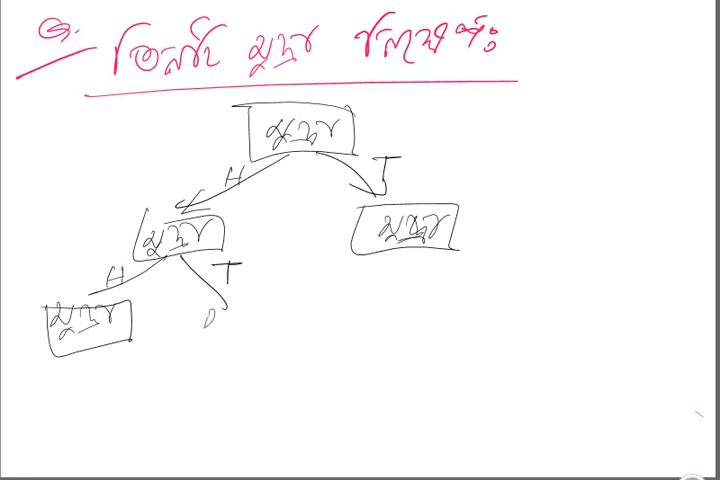 ৩. তিনটি মুদ্রা নিক্ষেপঃ
মুদ্রা
H T
মুদ্রা মুদ্রা
H T
মুদ্রা